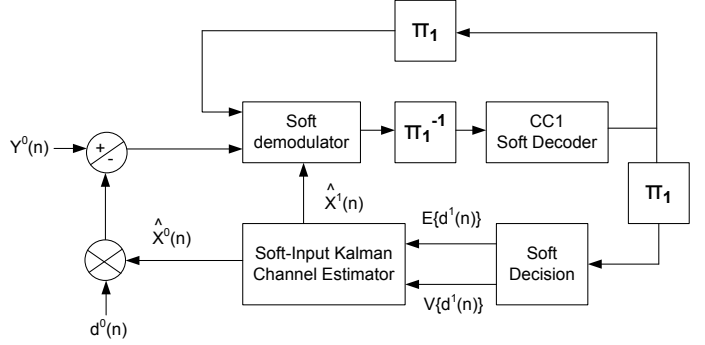 π₁
Y⁰(n)
+
-
Soft
demodulator
π₁⁻¹
CC1
Soft Decoder
π₁
X̂⁰(n)
X̂¹(n)
Soft-Input Kalman
Channel Estimator
E{d¹(n)}
V{d¹(n)}
Soft
Decision
d⁰(n)